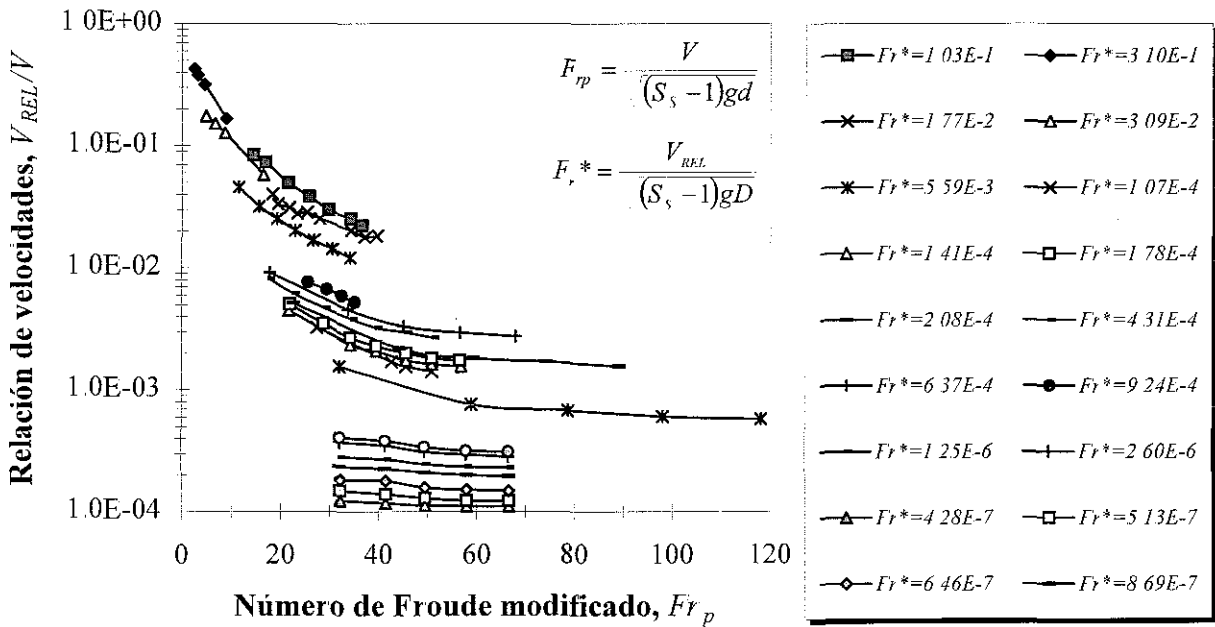 Relación de velocidades, V_REL/V
1 0E+00
1.0E-01
1 0E-02
1.0E-03
1.0E-04
0 20 40 60 80 100 120
Número de Froude modificado, Fr_p
F_rp = V / √((S_s −1)gd)
F_r* = V_REL / √((S_s −1)gD)
Fr*=1 03E-1 Fr*=3 10E-1
Fr*=1 77E-2 Fr*=3 09E-2
Fr*=5 59E-3 Fr*=1 07E-4
Fr*=1 41E-4 Fr*=1 78E-4
Fr*=2 08E-4 Fr*=4 31E-4
Fr*=6 37E-4 Fr*=9 24E-4
Fr*=1 25E-6 Fr*=2 60E-6
Fr*=4 28E-7 Fr*=5 13E-7
Fr*=6 46E-7 Fr*=8 69E-7